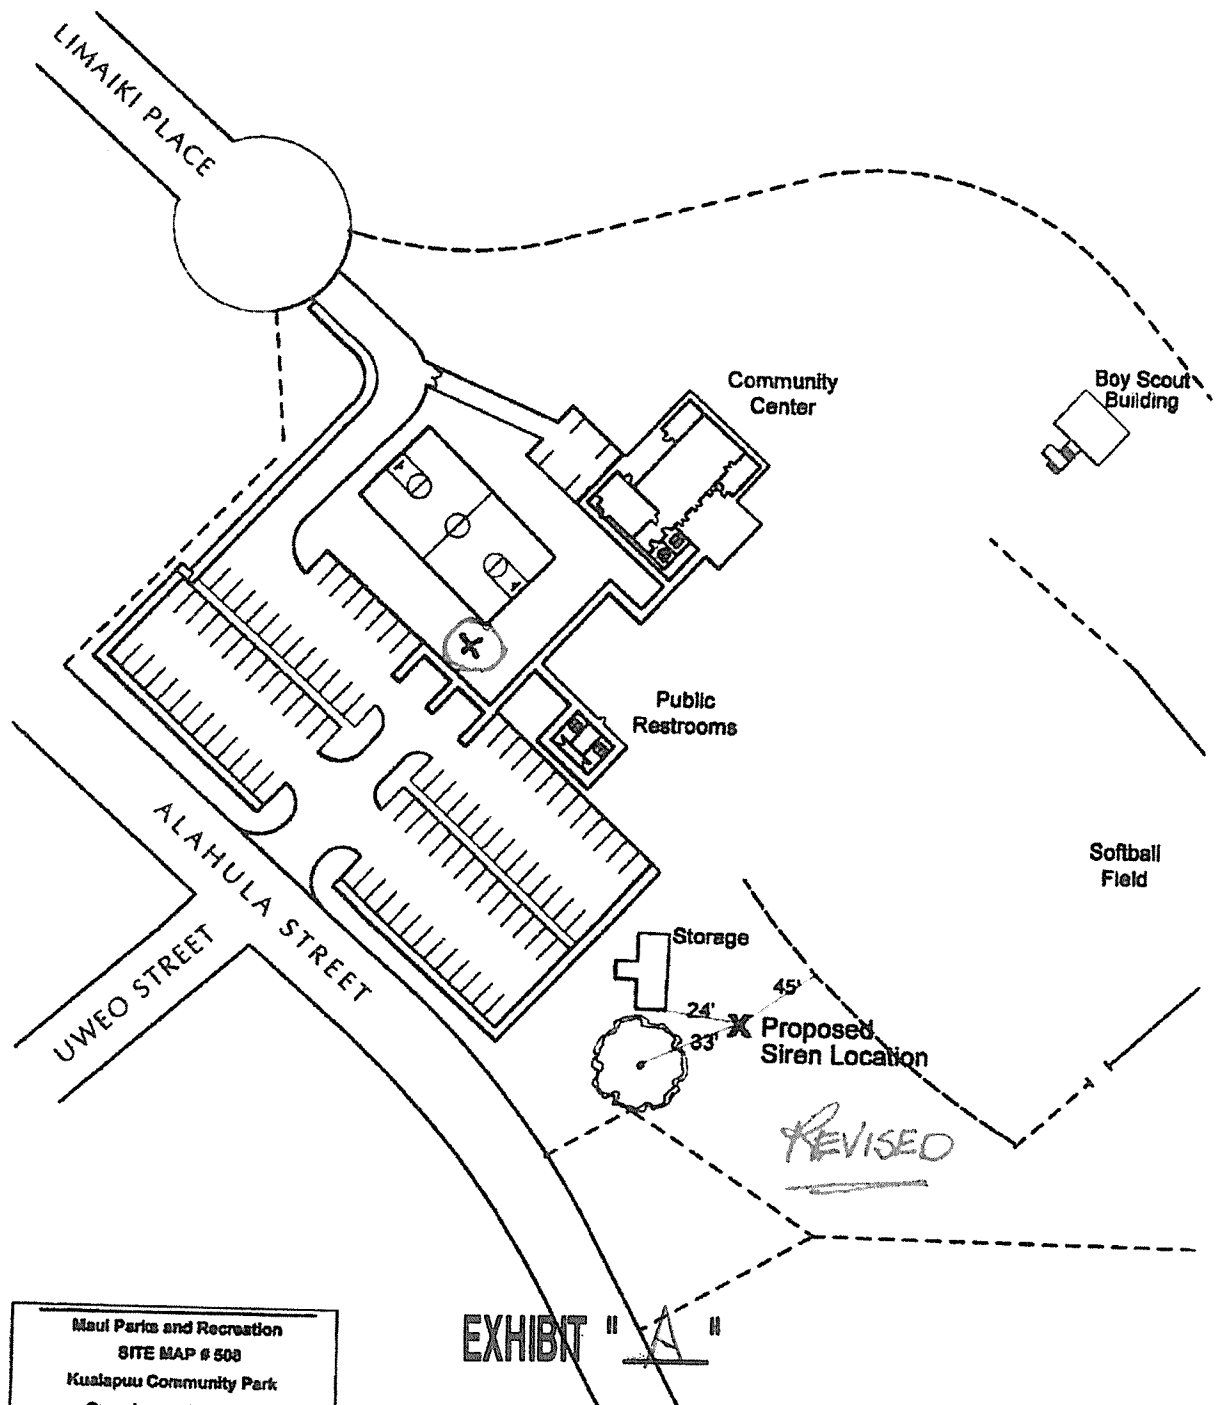 LIMAIKI PLACE
Community
Center
Boy Scout
Building
Public
Restrooms
ALAHULA STREET
UWEO STREET
Softball
Field
Storage
45'
24'
33'
X Proposed
Siren Location
REVISED
EXHIBIT " A "
Maui Parks and Recreation
SITE MAP # 508
Kualapuu Community Park